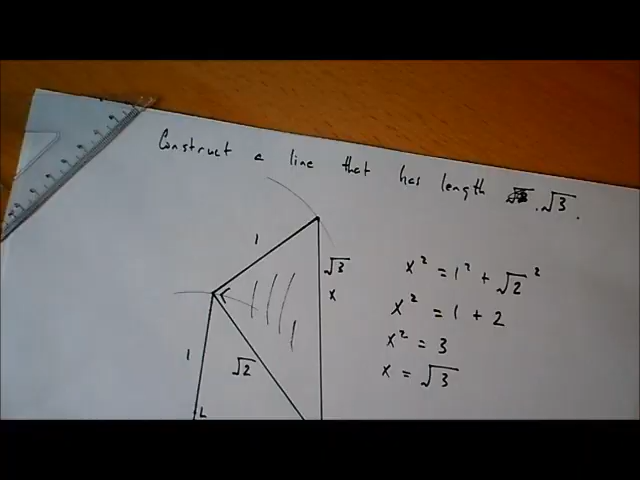 Construct a line that has length √3.
1
√3
x
1
√2
x² = 1² + √2²
x² = 1 + 2
x² = 3
x = √3